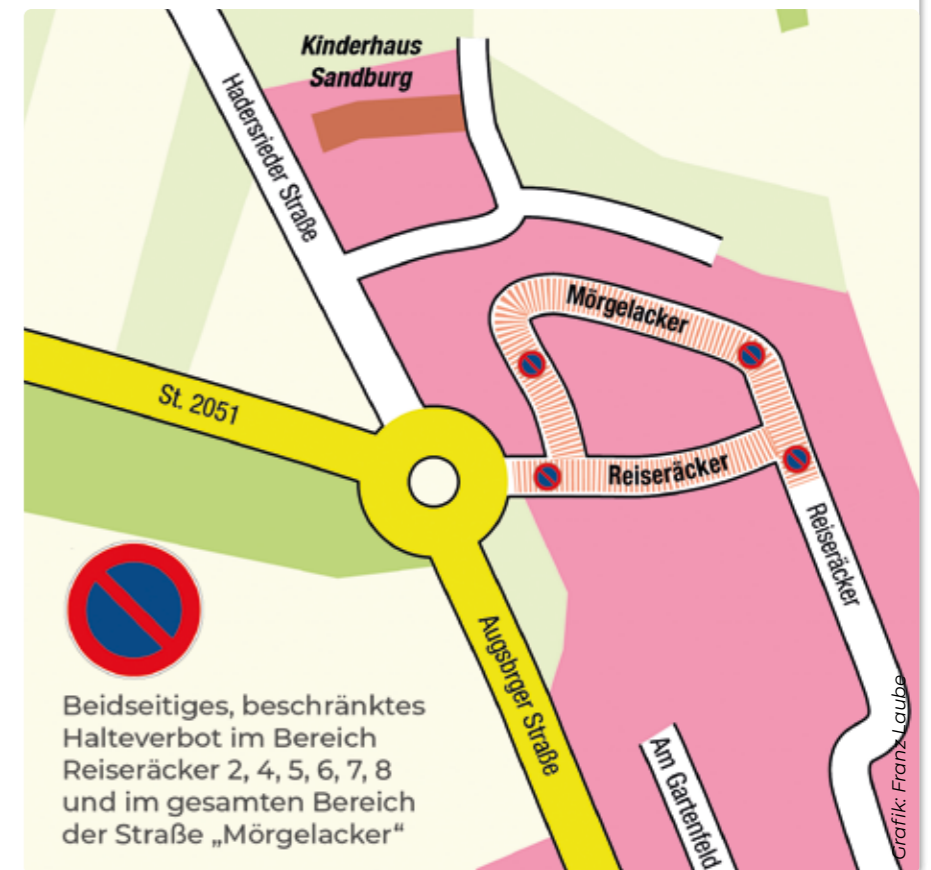 Kinderhaus
Sandburg
Hadersrieder Straße
Mörgelacker
St. 2051
Reiseräcker
Reiseräcker
Augsbrger Straße
Am Gartenfeld
Beidseitiges, beschränktes
Halteverbot im Bereich
Reiseräcker 2, 4, 5, 6, 7, 8
und im gesamten Bereich
der Straße „Mörgelacker“
Grafik: Franz Laube